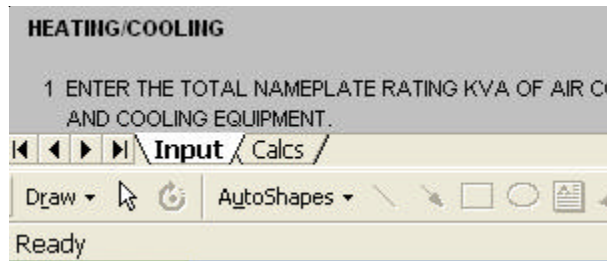 HEATING/COOLING
1 ENTER THE TOTAL NAMEPLATE RATING KVA OF AIR
AND COOLING EQUIPMENT.
Input Calcs
Draw AutoShapes
Ready